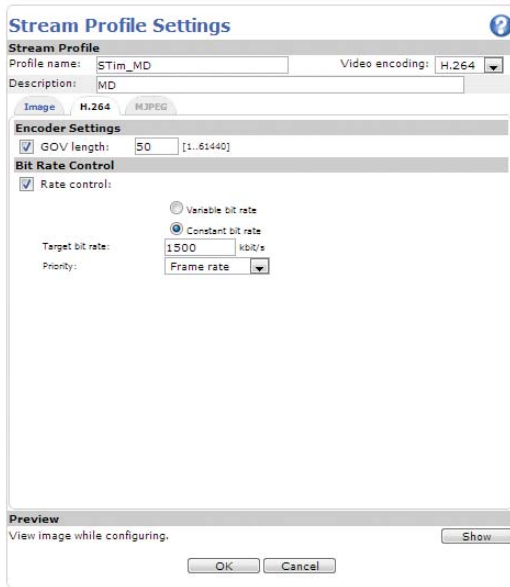 Stream Profile Settings
?
Stream Profile
Profile name: STim_MD Video encoding: H.264
Description: MD
Image H.264 MJPEG
Encoder Settings
GOV length: 50 [1..61440]
Bit Rate Control
Rate control:
Variable bit rate
Constant bit rate
Target bit rate: 1500 kbit/s
Priority: Frame rate
Preview
View image while configuring. Show
OK Cancel